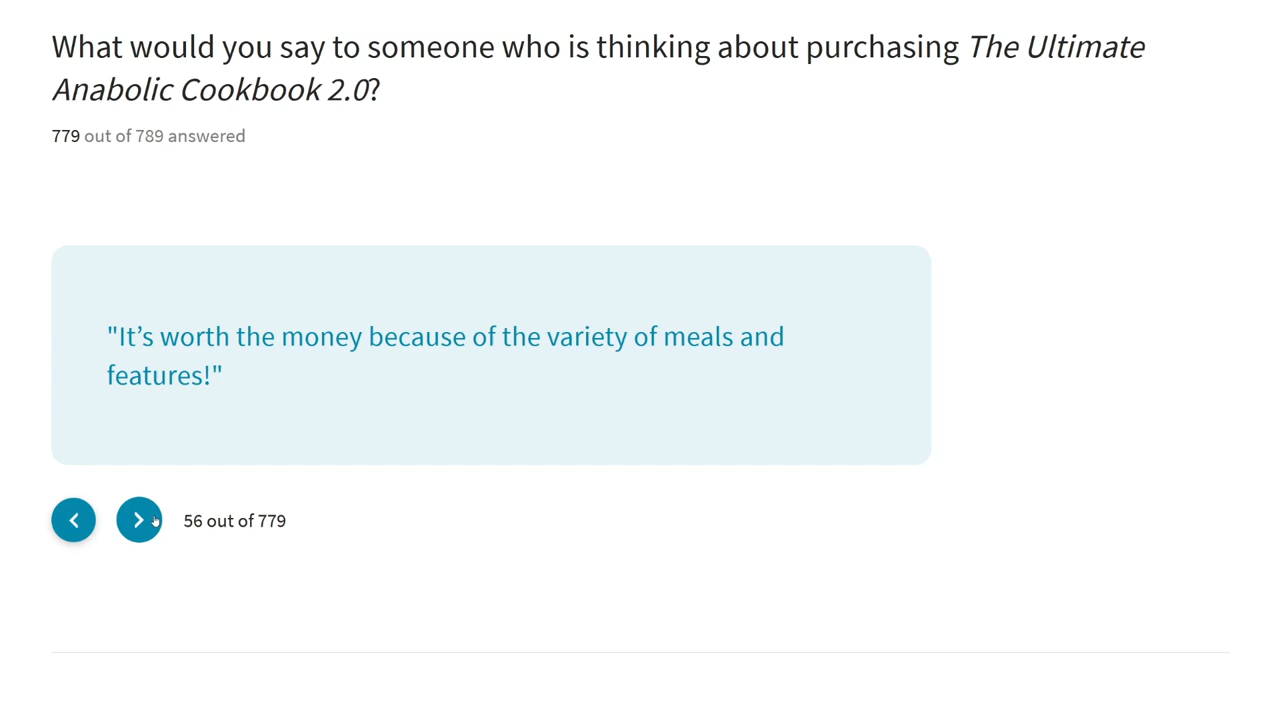 What would you say to someone who is thinking about purchasing The Ultimate
Anabolic Cookbook 2.0?
779 out of 789 answered
"It’s worth the money because of the variety of meals and
features!"
56 out of 779